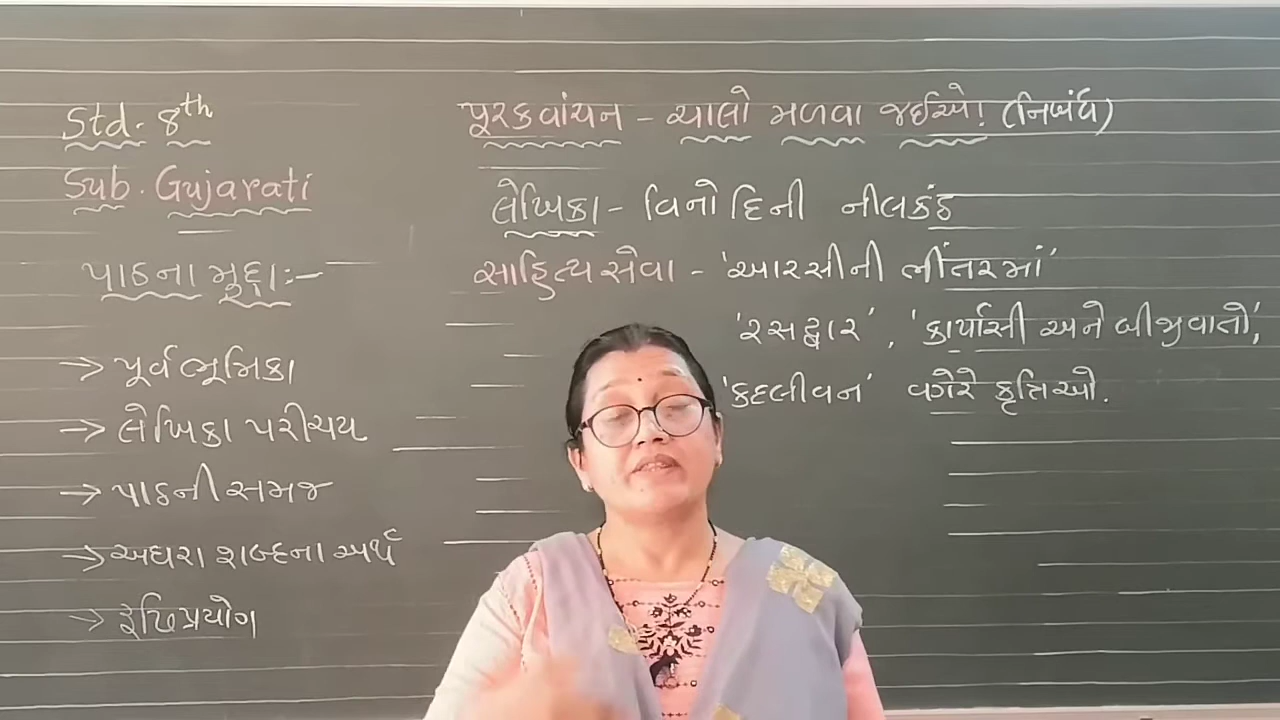 Std. 8th
Sub. Gujarati
પાઠના મુદ્દા:-
→ પૂર્વભૂમિકા
→ લેખિકા પરીચય
→ પાઠની સમજ
→ અઘરા શબ્દના અર્થ
→ રૂઢિપ્રયોગ
પૂરકવાંચન - ચાલો મળવા જઈએ! (નિબંધ)
લેખિકા - વિનોદિની નીલકંઠ
સાહિત્યસેવા - 'આરસીની ભીંતરમાં'
'રસદ્વાર', 'કાર્પાસી અને બીજીવાતો',
'કદલીવન' વગેરે કૃતિઓ.